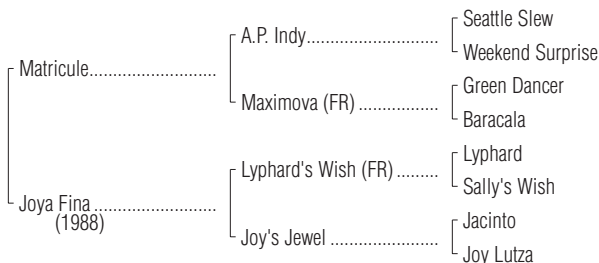 Seattle Slew
A.P. Indy
Weekend Surprise
Matricule
Green Dancer
Maximova (FR)
Baracala
Lyphard
Lyphard's Wish (FR)
Sally's Wish
Joya Fina
(1988)
Jacinto
Joy's Jewel
Joy Lutza